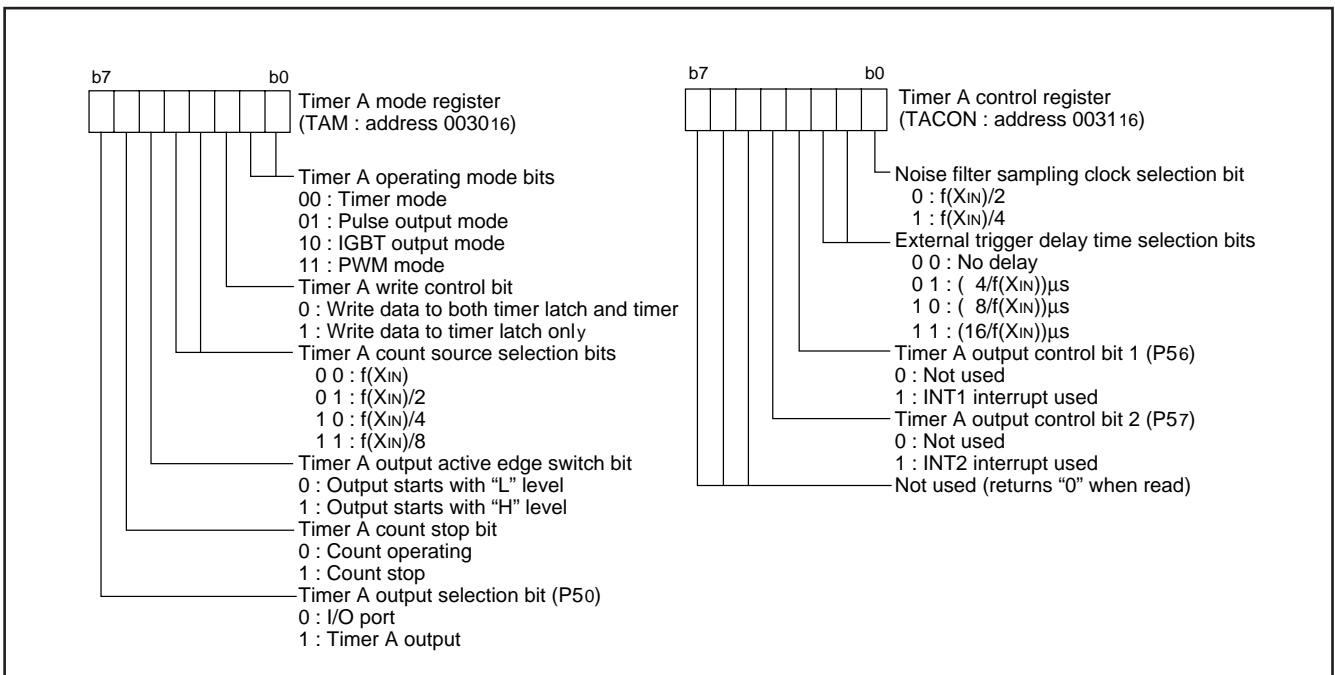 b7 b0
Timer A mode register
(TAM : address 003016)
Timer A operating mode bits
00 : Timer mode
01 : Pulse output mode
10 : IGBT output mode
11 : PWM mode
Timer A write control bit
0 : Write data to both timer latch and timer
1 : Write data to timer latch only
Timer A count source selection bits
0 0 : f(XIN)
0 1 : f(XIN)/2
1 0 : f(XIN)/4
1 1 : f(XIN)/8
Timer A output active edge switch bit
0 : Output starts with “L” level
1 : Output starts with “H” level
Timer A count stop bit
0 : Count operating
1 : Count stop
Timer A output selection bit (P50)
0 : I/O port
1 : Timer A output
b7 b0
Timer A control register
(TACON : address 003116)
Noise filter sampling clock selection bit
0 : f(XIN)/2
1 : f(XIN)/4
External trigger delay time selection bits
0 0 : No delay
0 1 : ( 4/f(XIN))μs
1 0 : ( 8/f(XIN))μs
1 1 : (16/f(XIN))μs
Timer A output control bit 1 (P56)
0 : Not used
1 : INT1 interrupt used
Timer A output control bit 2 (P57)
0 : Not used
1 : INT2 interrupt used
Not used (returns “0” when read)